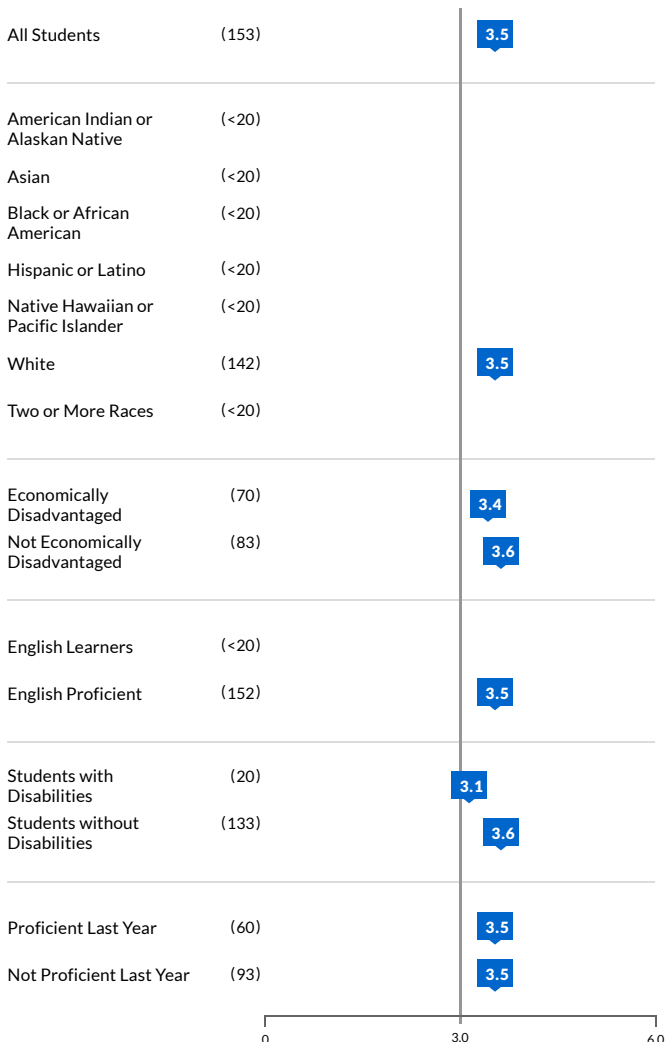 All Students (153) 3.5
American Indian or (<20)
Alaskan Native
Asian (<20)
Black or African (<20)
American
Hispanic or Latino (<20)
Native Hawaiian or (<20)
Pacific Islander
White (142) 3.5
Two or More Races (<20)
Economically (70) 3.4
Disadvantaged
Not Economically (83) 3.6
Disadvantaged
English Learners (<20)
English Proficient (152) 3.5
Students with (20) 3.1
Disabilities
Students without (133) 3.6
Disabilities
Proficient Last Year (60) 3.5
Not Proficient Last Year (93) 3.5
0 3.0 6.0